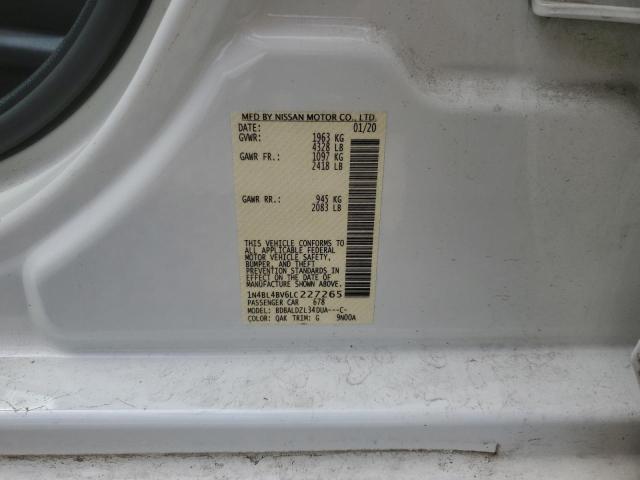 MFD BY NISSAN MOTOR CO., LTD.
DATE: 01/20
GVWR: 1963 KG
4328 LB
GAWR FR.: 1097 KG
2418 LB
GAWR RR.: 945 KG
2083 LB
THIS VEHICLE CONFORMS TO
ALL APPLICABLE FEDERAL
MOTOR VEHICLE SAFETY,
BUMPER, AND THEFT
PREVENTION STANDARDS IN
EFFECT ON THE DATE OF
MANUFACTURE SHOWN ABOVE.
1N4BL4BV6LC227265
PASSENGER CAR 678
MODEL: BDBALDZL34DUA---C-
COLOR: QAK TRIM: G 9N00A